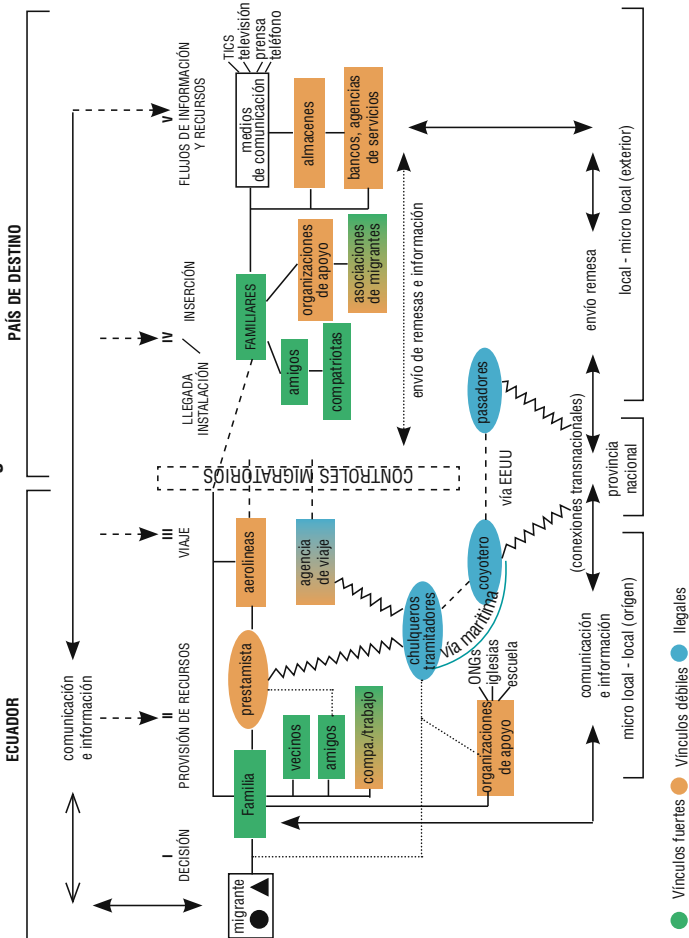 ECUADOR
PAÍS DE DESTINO
comunicación
e información
I
DECISIÓN
II
PROVISIÓN DE RECURSOS
III
VIAJE
LLEGADA
INSTALACIÓN
IV
INSERCIÓN
V
FLUJOS DE INFORMACIÓN
Y RECURSOS
migrante
Familia
vecinos
amigos
compa./trabajo
prestamista
aerolineas
agencia
de viaje
chulqueros
tramitadores
coyotero
vía marítima
vía EEUU
pasadores
organizaciones
de apoyo
ONGs
iglesias
escuela
CONTROLES MIGRATORIOS
FAMILIARES
amigos
compatriotas
organizaciones
de apoyo
asociaciones
de migrantes
medios
de comunicación
TICS
televisión
prensa
teléfono
almacenes
bancos, agencias
de servicios
envío de remesas e información
comunicación
e información
(conexiones transnacionales)
envío remesa
micro local - local (orígen)
provincia
nacional
local - micro local (exterior)
Vínculos fuertes
Vínculos débiles
Ilegales